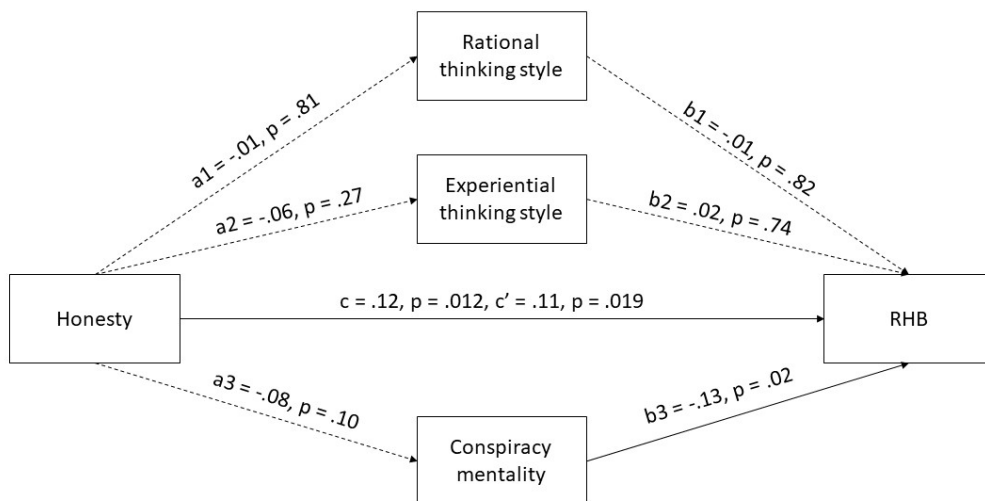 Rational
thinking style
a1 = -.01, p = .81
b1= -.01, p = .82
Experiential
thinking style
a2 = -.06, p = .27
b2 = .02, p = .74
Honesty
c = .12, p = .012, c’ = .11, p = .019
RHB
a3 = -.08, p = .10
b3 = -.13, p = .02
Conspiracy
mentality